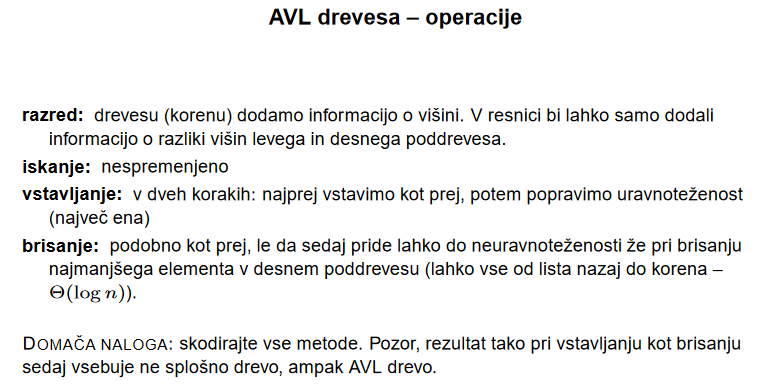 AVL drevesa – operacije
razred: drevesu (korenu) dodamo informacijo o višini. V resnici bi lahko samo dodali
informacijo o razliki višin levega in desnega poddrevesa.
iskanje: nespremenjeno
vstavljanje: v dveh korakih: najprej vstavimo kot prej, potem popravimo uravnoteženost
(največ ena)
brisanje: podobno kot prej, le da sedaj pride lahko do neuravnoteženosti že pri brisanju
najmanjšega elementa v desnem poddrevesu (lahko vse od lista nazaj do korena –
Θ(log n)).
DOMAČA NALOGA: skodirajte vse metode. Pozor, rezultat tako pri vstavljanju kot brisanju
sedaj vsebuje ne splošno drevo, ampak AVL drevo.